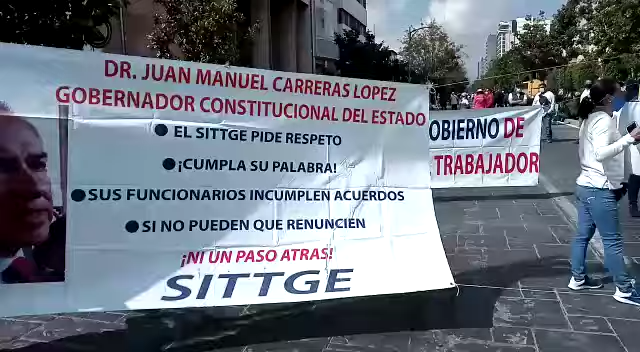 DR. JUAN MANUEL CARRERAS LOPEZ
GOBERNADOR CONSTITUCIONAL DEL ESTADO
● EL SITTGE PIDE RESPETO
● ¡CUMPLA SU PALABRA!
● SUS FUNCIONARIOS INCUMPLEN ACUERDOS
● SI NO PUEDEN QUE RENUNCIEN
¡NI UN PASO ATRAS!
SITTGE
OBIERNO DE
TRABAJADOR